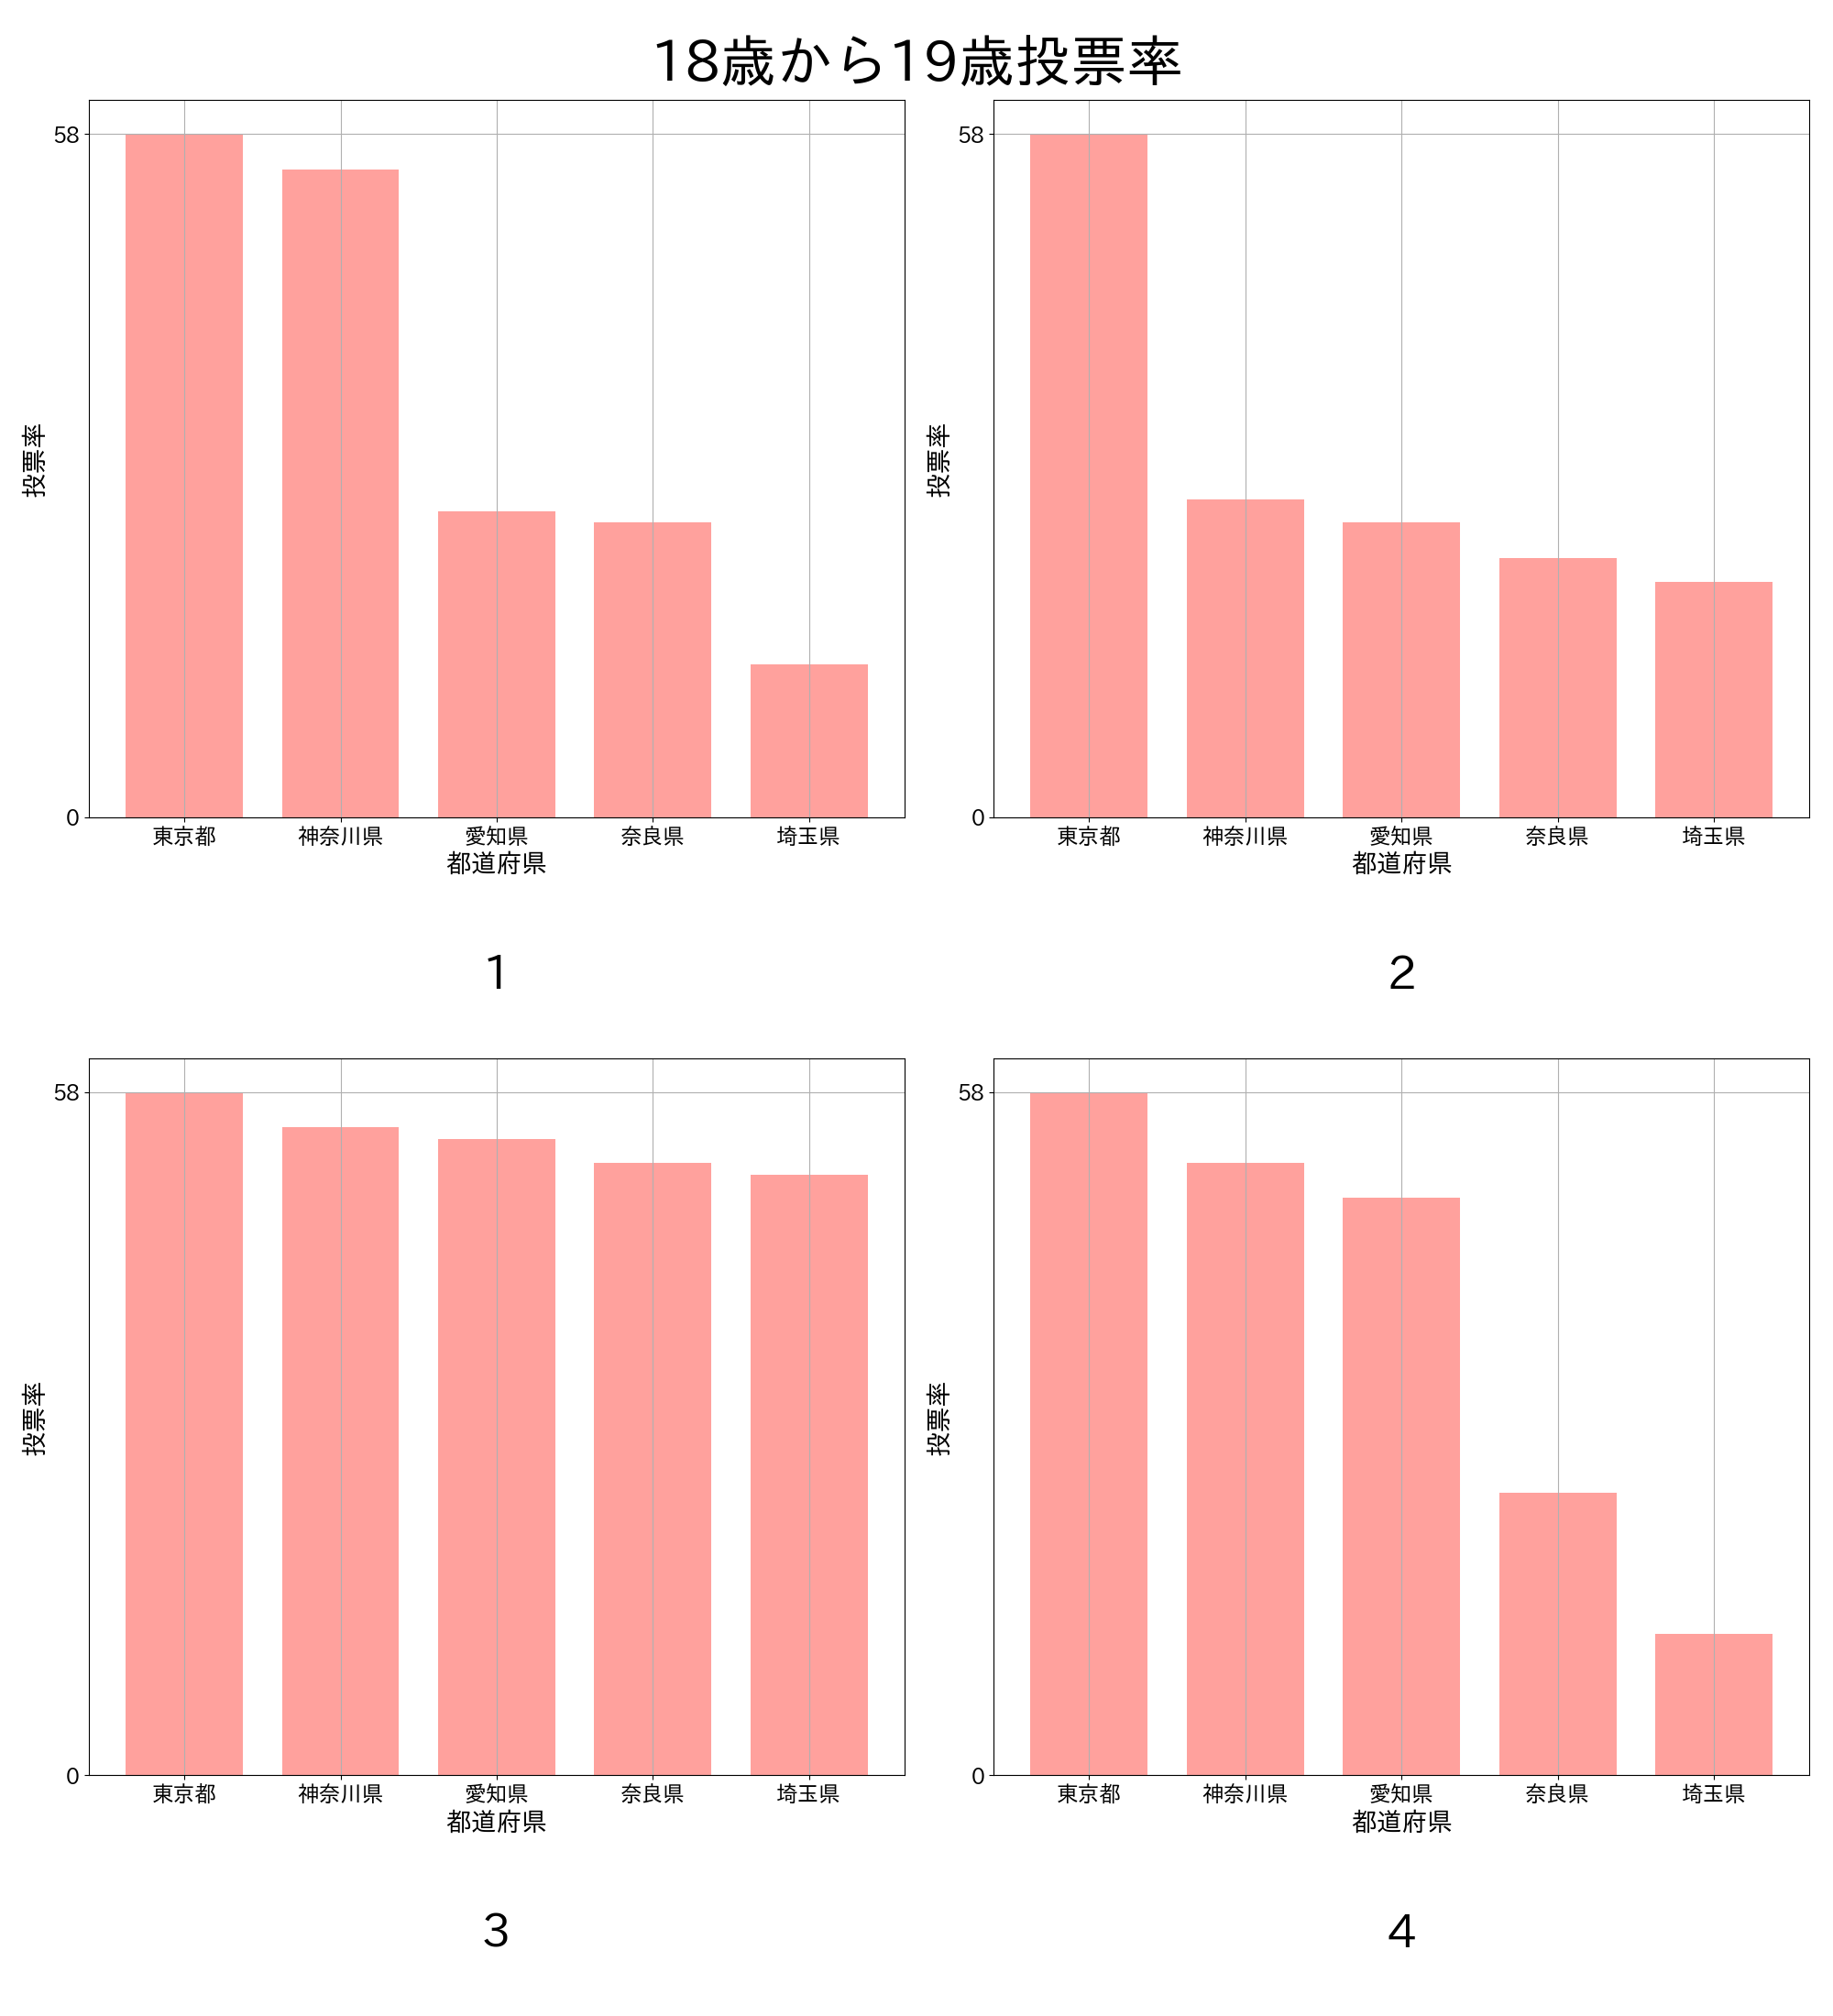 18歳から19歳投票率
58
0
投票率
東京都 神奈川県 愛知県 奈良県 埼玉県
都道府県
1
58
0
投票率
東京都 神奈川県 愛知県 奈良県 埼玉県
都道府県
2
58
0
投票率
東京都 神奈川県 愛知県 奈良県 埼玉県
都道府県
3
58
0
投票率
東京都 神奈川県 愛知県 奈良県 埼玉県
都道府県
4